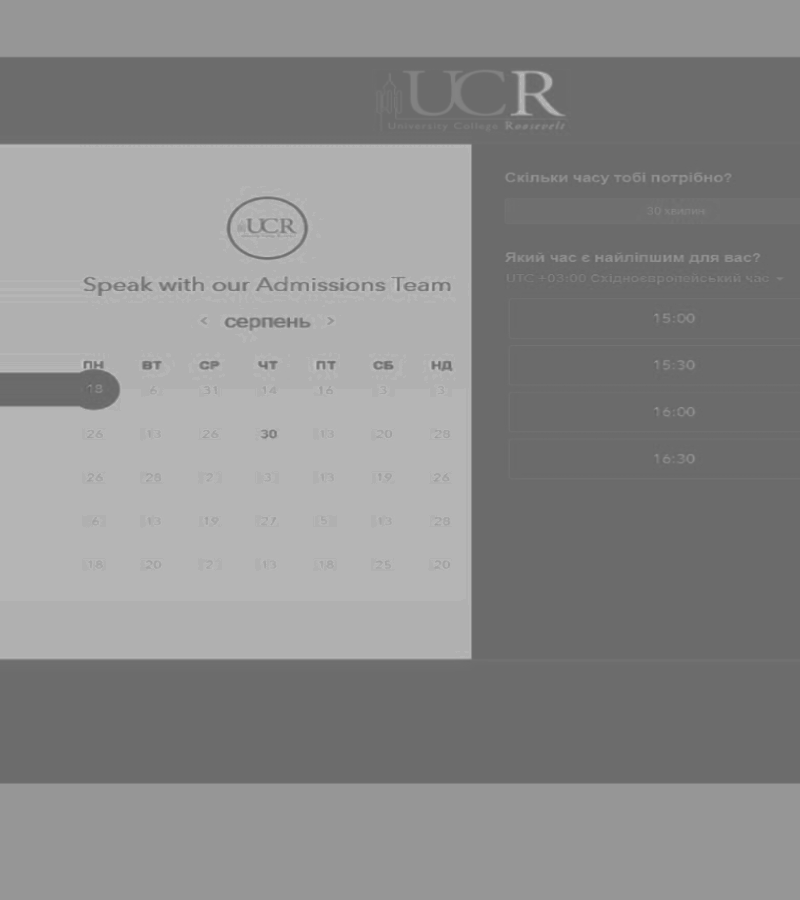 UCR
University College Roosevelt
UCR
Speak with our Admissions Team
< серпень >
ПН ВТ СР ЧТ ПТ СБ НД
18 6 31 14 16 3 3
26 13 26 30 13 20 28
26 28 13 19 26
6 13 19 27 5 13 28
18 20 13 18 25 20
Скільки часу тобі потрібно?
30 хвилин
Який час є найліпшим для вас?
UTC +03:00 Східноєвропейський час
15:00
15:30
16:00
16:30